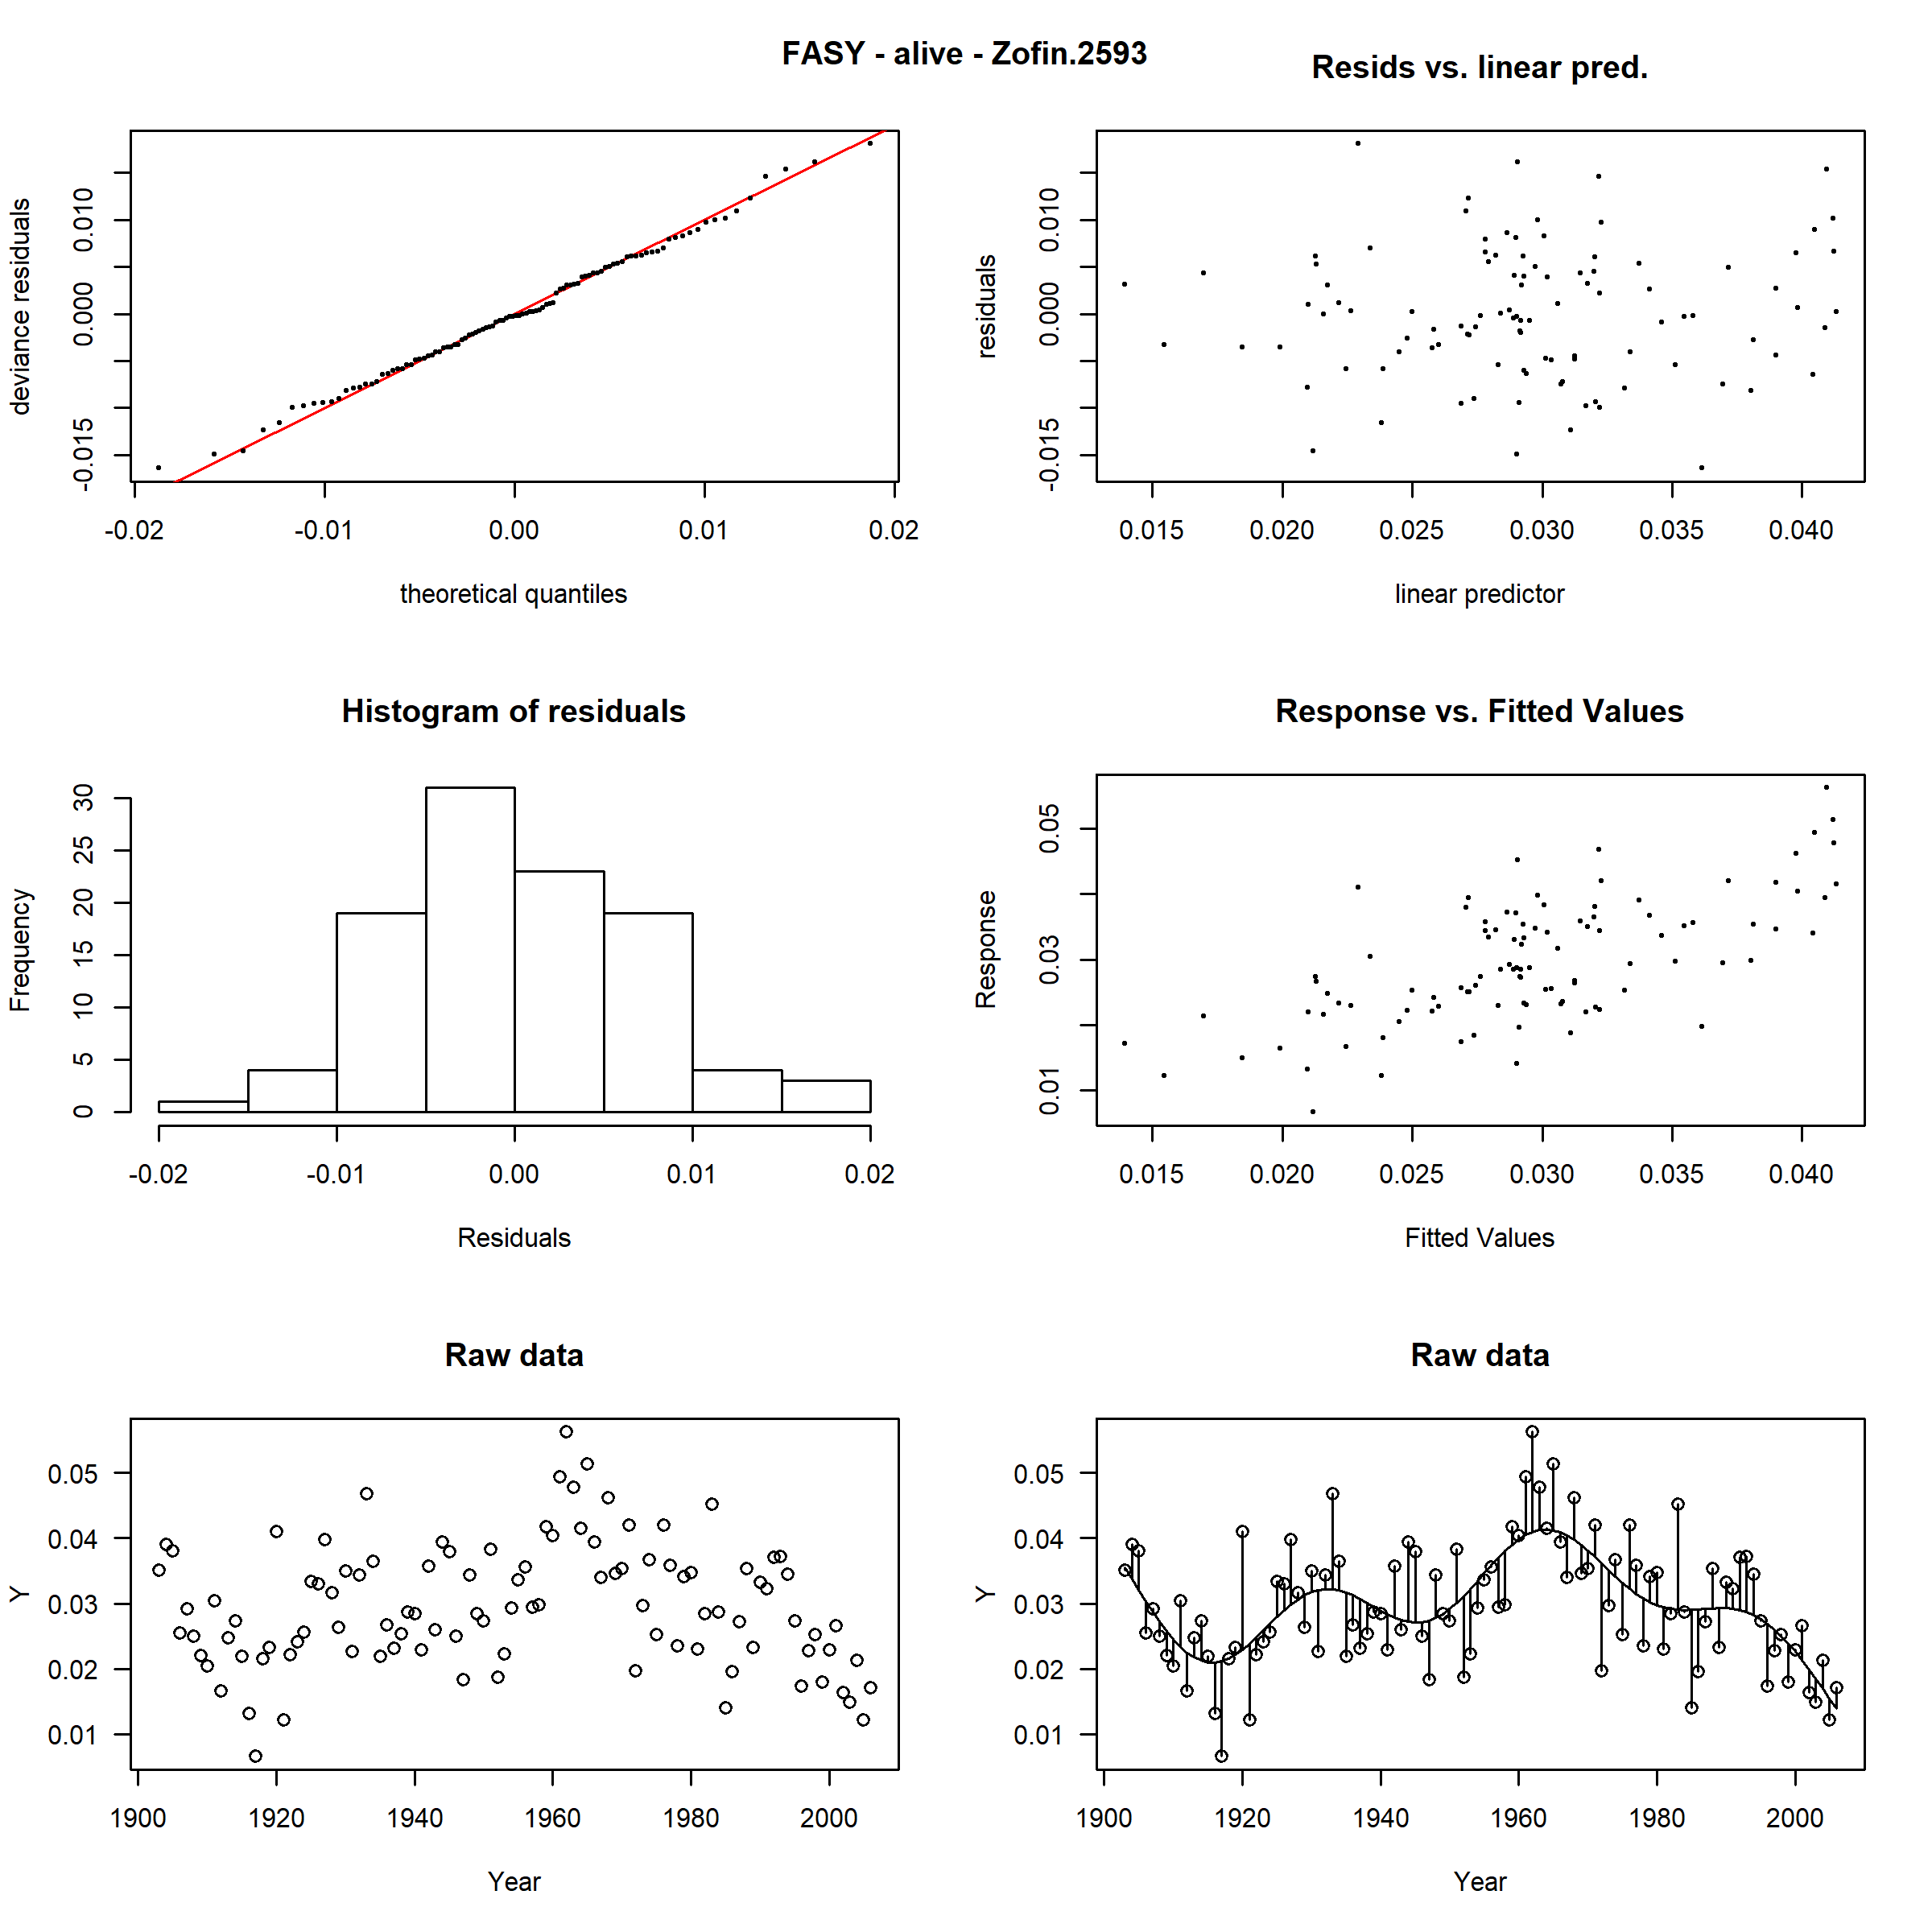 FASY - alive - Zofin.2593
Resids vs. linear pred.
deviance residuals
-0.015 0.000 0.010
-0.02 -0.01 0.00 0.01 0.02
theoretical quantiles
residuals
-0.015 0.000 0.010
0.015 0.020 0.025 0.030 0.035 0.040
linear predictor
Histogram of residuals
Frequency
0 5 10 15 20 25 30
-0.02 -0.01 0.00 0.01 0.02
Residuals
Response vs. Fitted Values
Response
0.01 0.03 0.05
0.015 0.020 0.025 0.030 0.035 0.040
Fitted Values
Raw data
Y
0.05
0.04
0.03
0.02
0.01
1900 1920 1940 1960 1980 2000
Year
Raw data
Y
0.05
0.04
0.03
0.02
0.01
1900 1920 1940 1960 1980 2000
Year